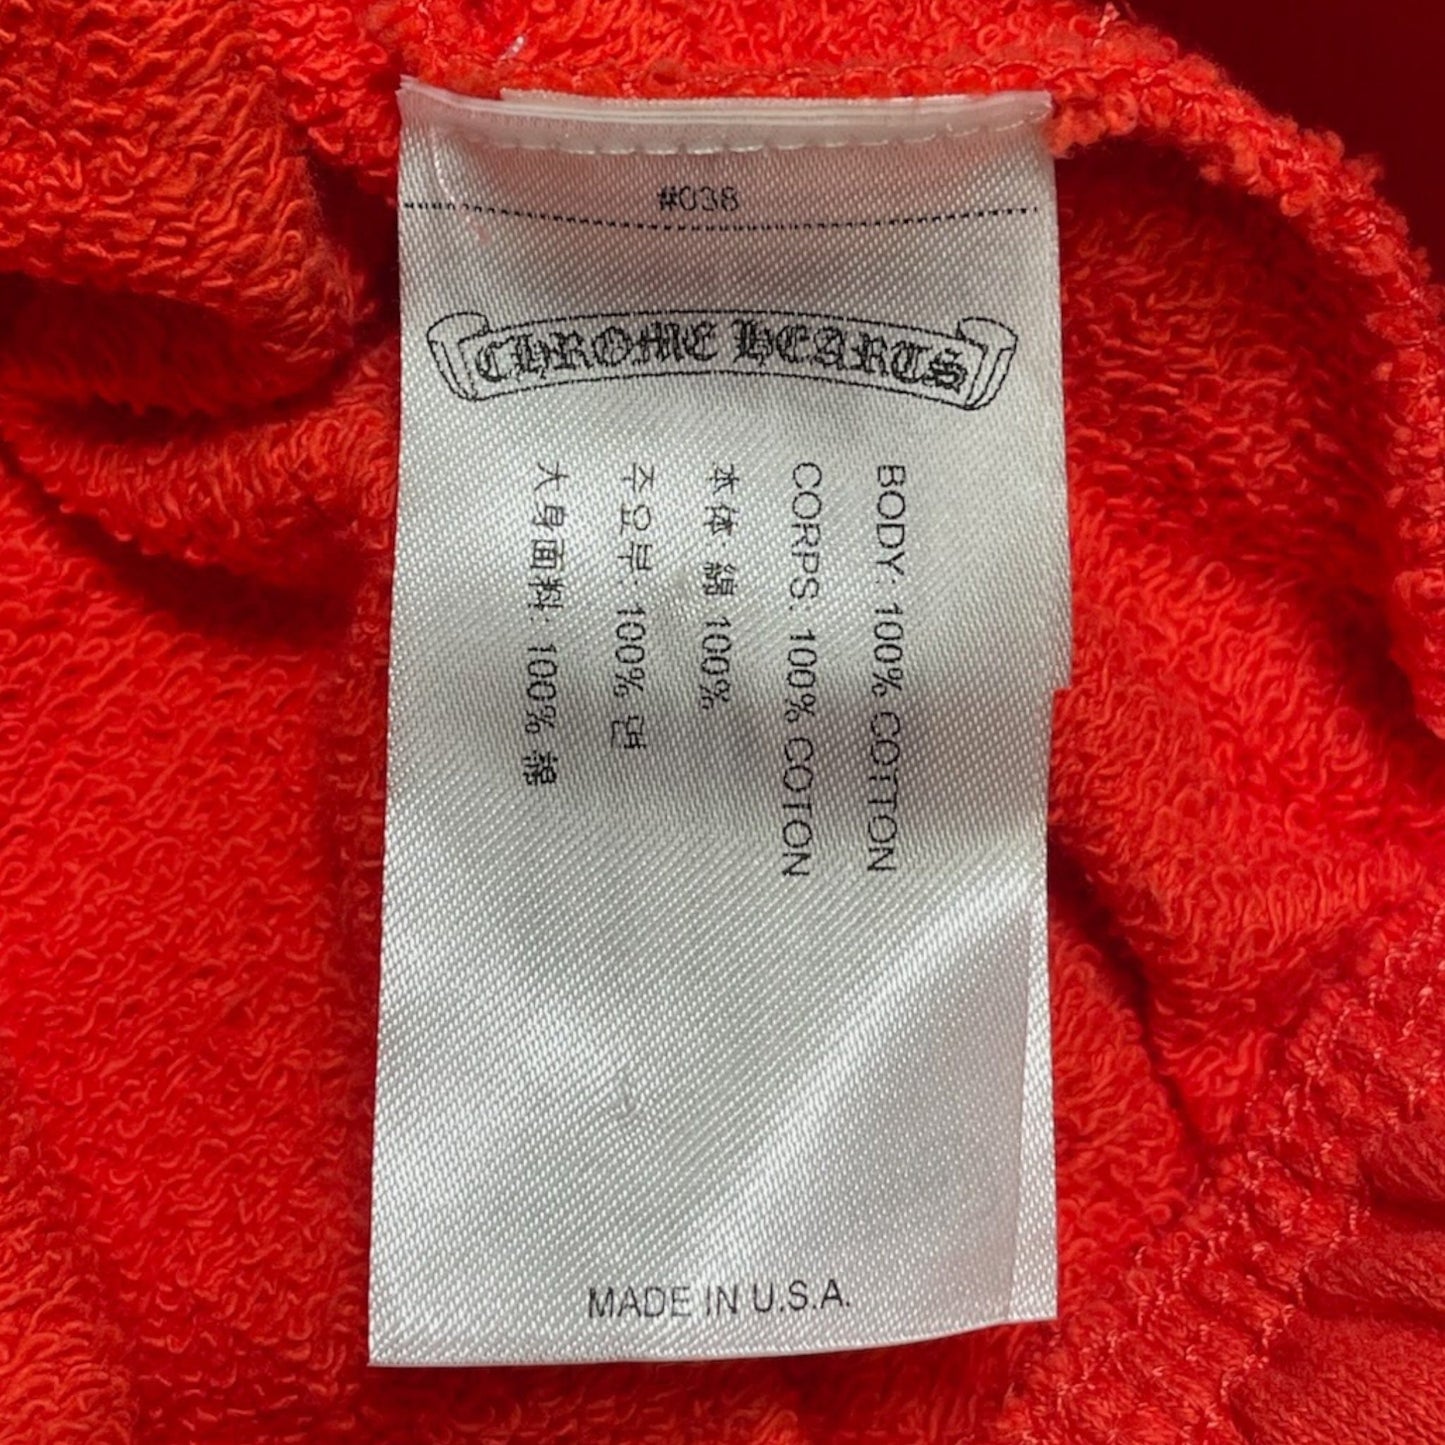 #038
CHROME HEARTS
BODY: 100% COTTON
CORPS: 100% COTON
本体 綿 100%
주요부: 100% 면
大身面料: 100% 棉
MADE IN U.S.A.